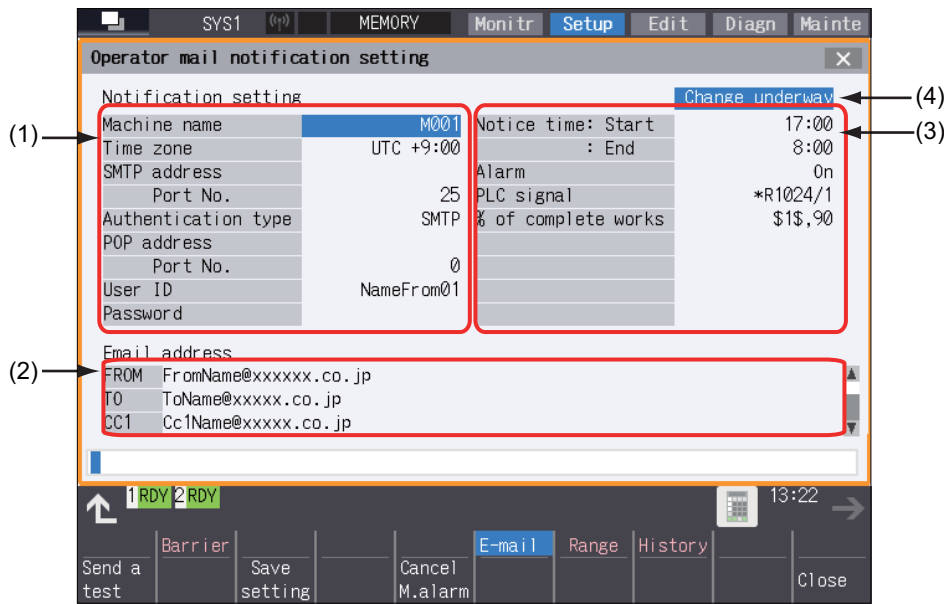 SYS1 MEMORY Monitr Setup Edit Diagn Mainte
Operator mail notification setting
Notification setting Change underway (4)
(1) Machine name M001 Notice time: Start 17:00 (3)
Time zone UTC +9:00 : End 8:00
SMTP address Alarm On
Port No. 25 PLC signal *R1024/1
Authentication type SMTP % of complete works $1$,90
POP address
Port No. 0
User ID NameFrom01
Password
Email address
(2) FROM FromName@xxxxxx.co.jp
TO ToName@xxxxx.co.jp
CC1 Cc1Name@xxxxx.co.jp
1 RDY 2 RDY 13:22
Barrier E-mail Range History
Send a Save Cancel
test setting M.alarm Close